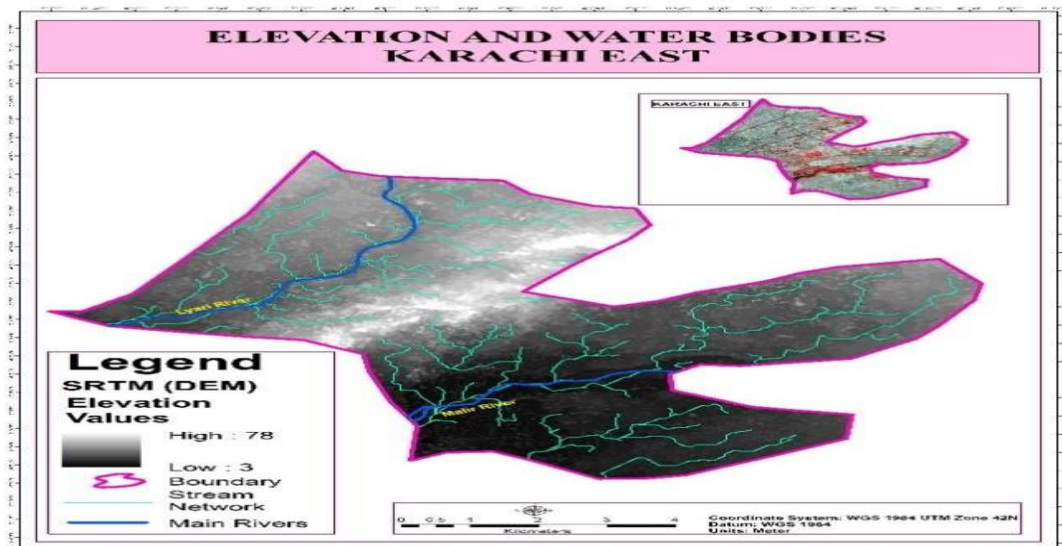 ELEVATION AND WATER BODIES
KARACHI EAST
KARACHI EAST
Lyari River
Malir River
Legend
SRTM (DEM)
Elevation
Values
High : 78
Low : 3
Boundary
Stream
Network
Main Rivers
0 0.5 1 2 3 4
Kilometers
Coordinate System: WGS 1984 UTM Zone 42N
Datum: WGS 1984
Units: Meter